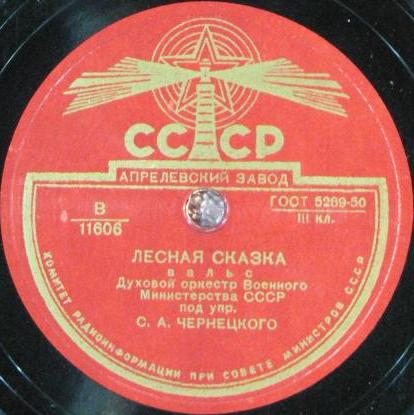 СССР
АПРЕЛЕВСКИЙ ЗАВОД
В
11606
ГОСТ 5289-50
III кл.
ЛЕСНАЯ СКАЗКА
вальс
Духовой оркестр Военного
Министерства СССР
под упр.
С. А. ЧЕРНЕЦКОГО
КОМИТЕТ РАДИОИНФОРМАЦИИ ПРИ СОВЕТЕ МИНИСТРОВ СССР